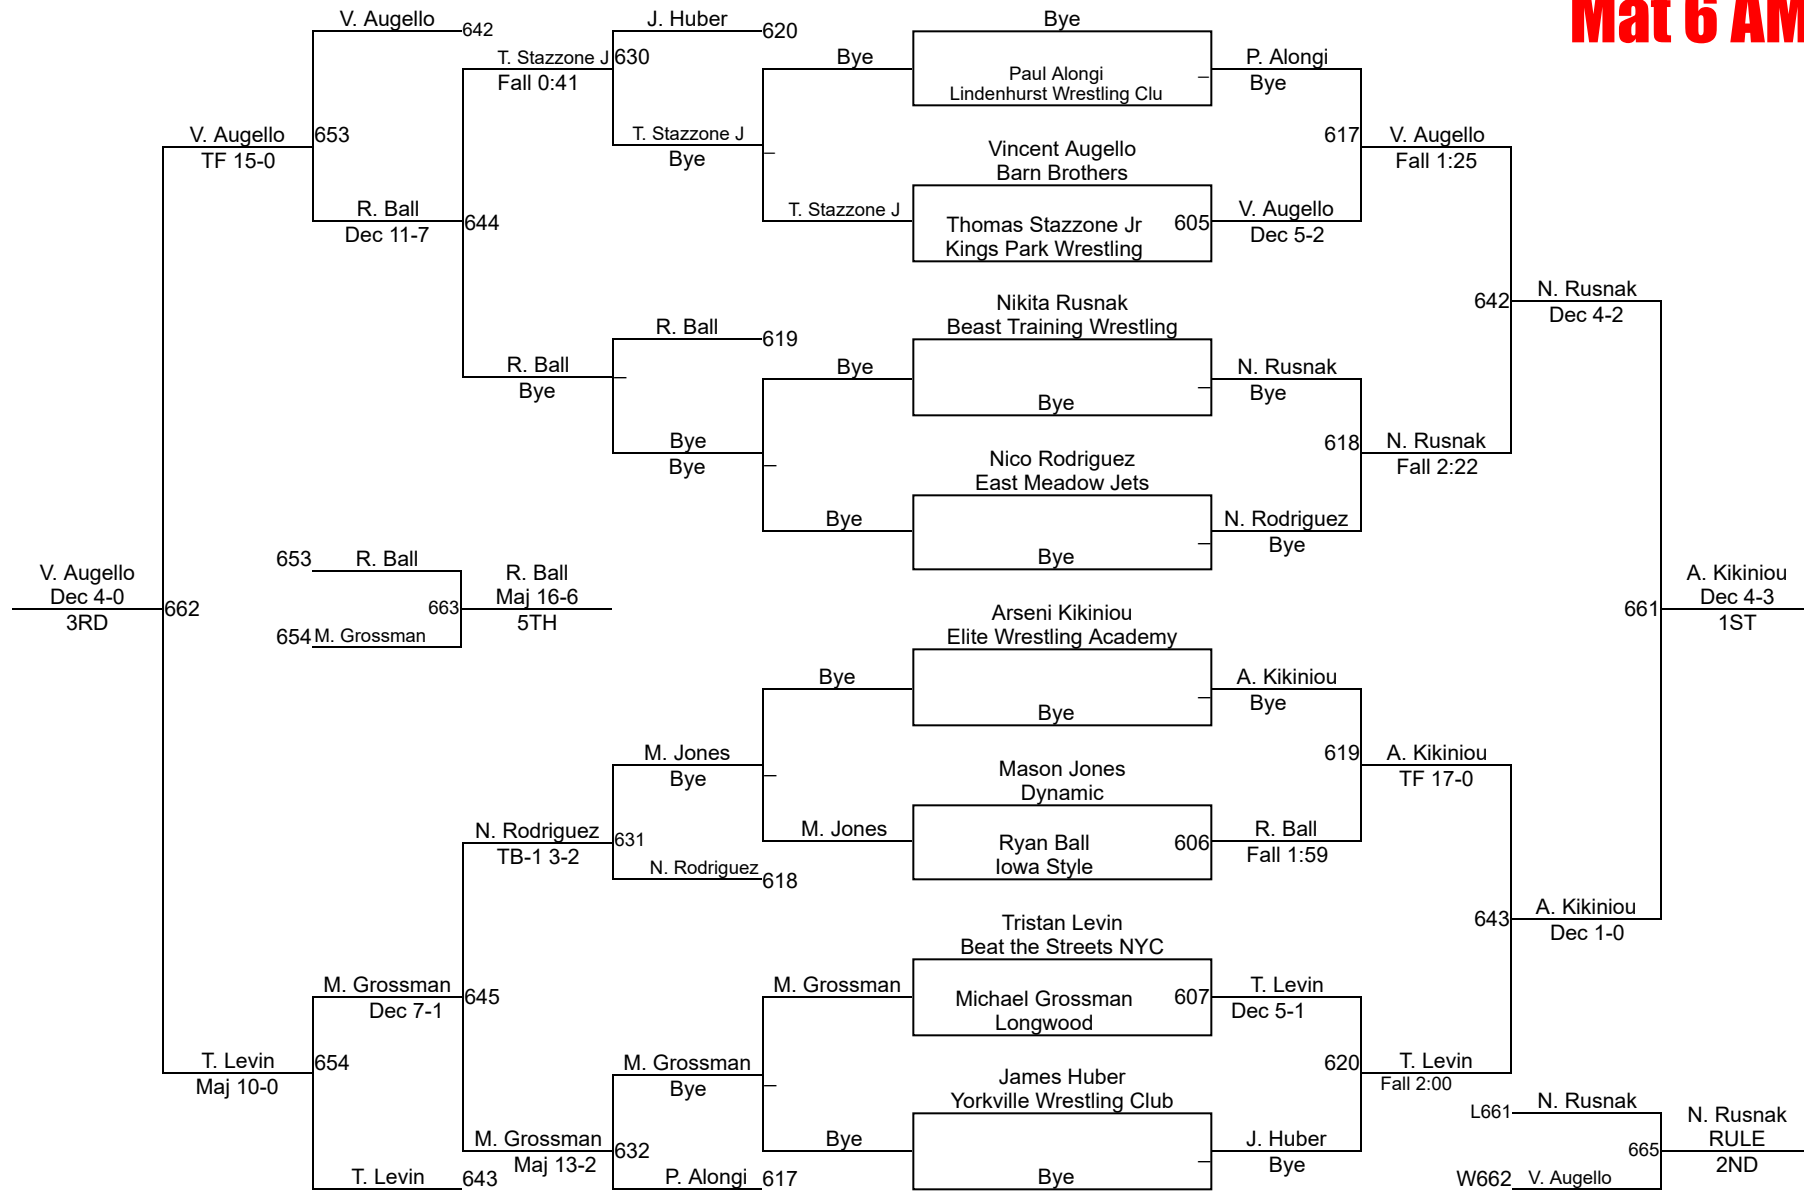 Mat 6 AM
V. Augello
642
J. Huber
620
Bye
T. Stazzone J
630
Fall 0:41
Bye
Paul Alongi
Lindenhurst Wrestling Clu
P. Alongi
Bye
V. Augello
653
TF 15-0
T. Stazzone J
Bye
Vincent Augello
Barn Brothers
617
V. Augello
Fall 1:25
R. Ball
644
Dec 11-7
T. Stazzone J
Thomas Stazzone Jr
605
Kings Park Wrestling
V. Augello
Dec 5-2
Nikita Rusnak
Beast Training Wrestling
642
N. Rusnak
Dec 4-2
R. Ball
619
R. Ball
Bye
Bye
Bye
N. Rusnak
Bye
Bye
Bye
Nico Rodriguez
East Meadow Jets
618
N. Rusnak
Fall 2:22
Bye
Bye
N. Rodriguez
Bye
V. Augello
Dec 4-0
3RD
662
653
R. Ball
654
M. Grossman
663
R. Ball
Maj 16-6
5TH
Arseni Kikiniou
Elite Wrestling Academy
661
A. Kikiniou
Dec 4-3
1ST
Bye
Bye
A. Kikiniou
Bye
M. Jones
Bye
Mason Jones
Dynamic
619
A. Kikiniou
TF 17-0
N. Rodriguez
631
TB-1 3-2
M. Jones
Ryan Ball
606
Iowa Style
R. Ball
Fall 1:59
N. Rodriguez
618
Tristan Levin
Beat the Streets NYC
643
A. Kikiniou
Dec 1-0
M. Grossman
645
Dec 7-1
M. Grossman
Michael Grossman
607
Longwood
T. Levin
Dec 5-1
T. Levin
654
Maj 10-0
M. Grossman
Bye
James Huber
Yorkville Wrestling Club
620
T. Levin
Fall 2:00
M. Grossman
632
Maj 13-2
Bye
Bye
J. Huber
Bye
T. Levin
643
P. Alongi
617
L661
N. Rusnak
W662
V. Augello
665
N. Rusnak
RULE
2ND